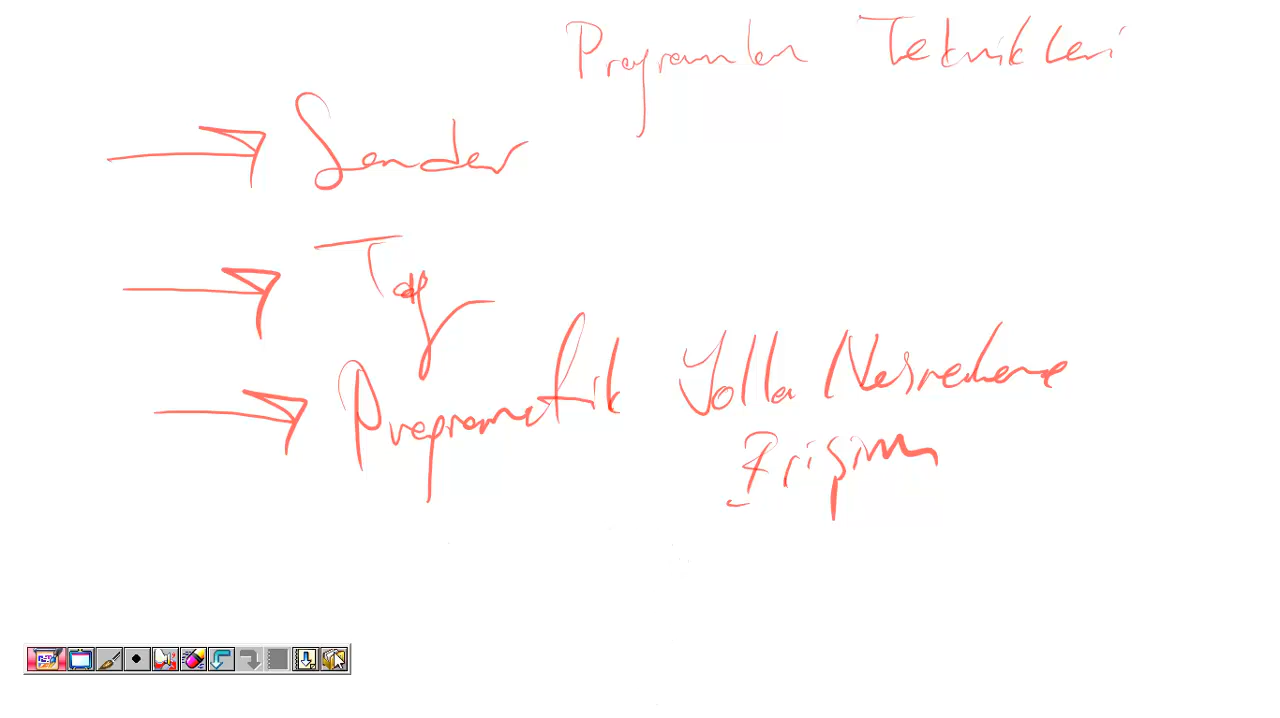 Programlama Teknikleri
Sender
Tag
Programatik Yolla Nesnelere
Erişim